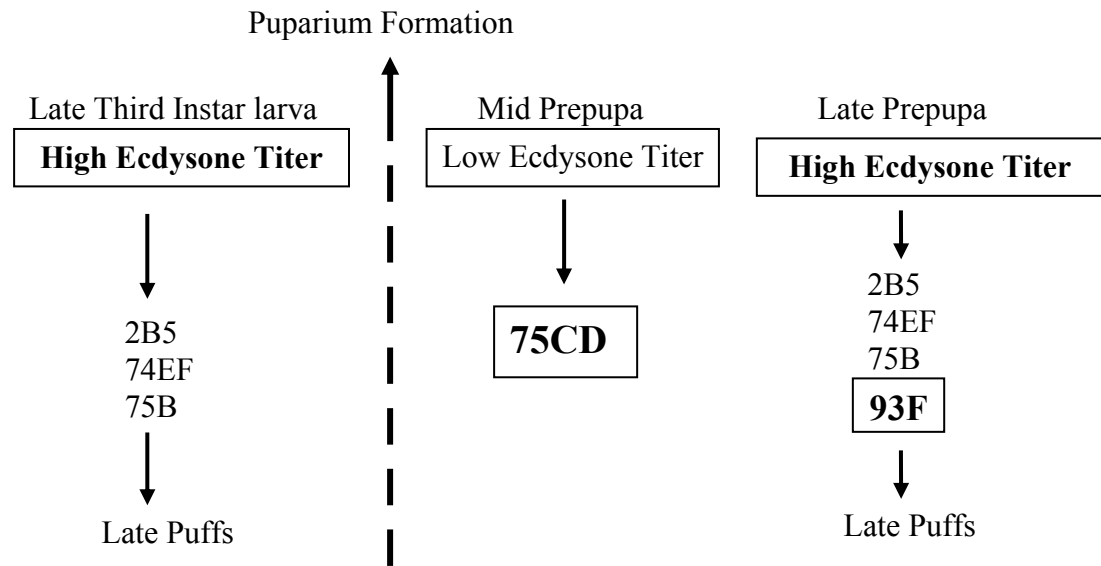 Puparium Formation
Late Third Instar larva
High Ecdysone Titer
2B5
74EF
75B
Late Puffs
Mid Prepupa
Low Ecdysone Titer
75CD
Late Prepupa
High Ecdysone Titer
2B5
74EF
75B
93F
Late Puffs